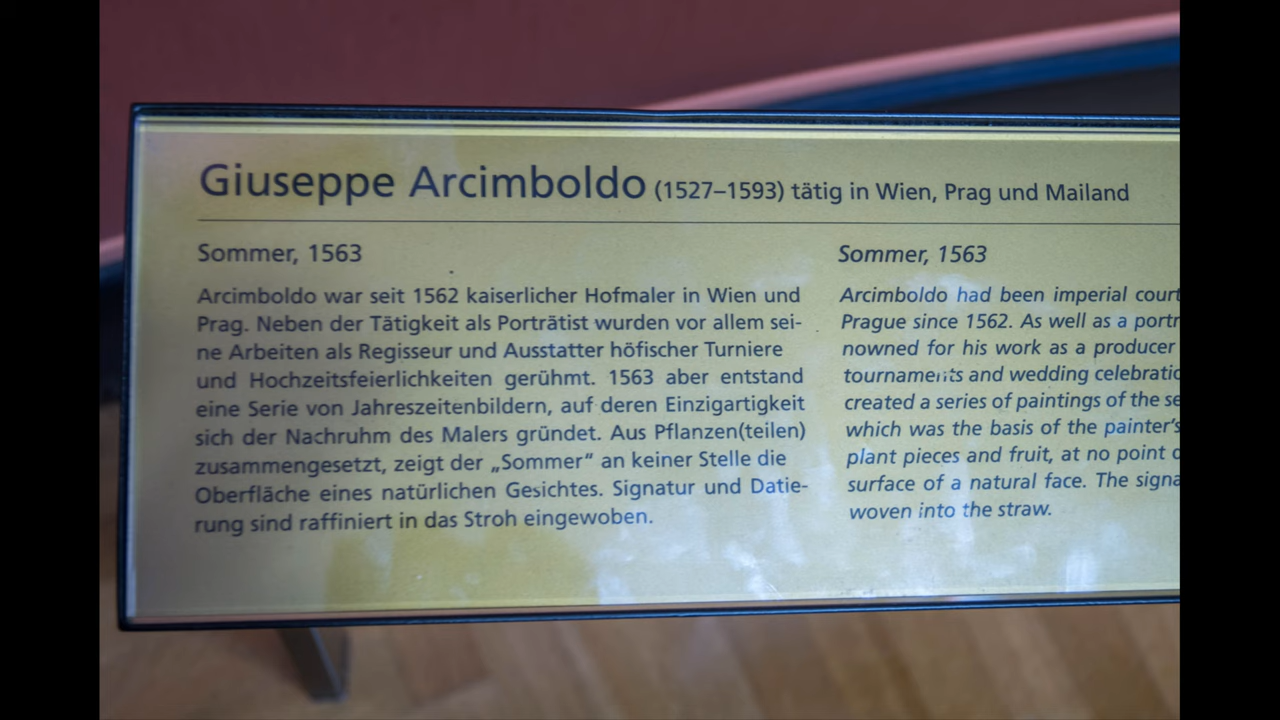 Giuseppe Arcimboldo (1527–1593) tätig in Wien, Prag und Mailand
Sommer, 1563
Arcimboldo war seit 1562 kaiserlicher Hofmaler in Wien und
Prag. Neben der Tätigkeit als Porträtist wurden vor allem sei-
ne Arbeiten als Regisseur und Ausstatter höfischer Turniere
und Hochzeitsfeierlichkeiten gerühmt. 1563 aber entstand
eine Serie von Jahreszeitenbildern, auf deren Einzigartigkeit
sich der Nachruhm des Malers gründet. Aus Pflanzen(teilen)
zusammengesetzt, zeigt der „Sommer“ an keiner Stelle die
Oberfläche eines natürlichen Gesichtes. Signatur und Datie-
rung sind raffiniert in das Stroh eingewoben.
Sommer, 1563
Arcimboldo had been imperial court
Prague since 1562. As well as a
nowned for his work as a producer
tournaments and wedding
created a series of paintings of the
which was the basis of the painter's
plant pieces and fruit, at no point
surface of a natural face. The
woven into the straw.